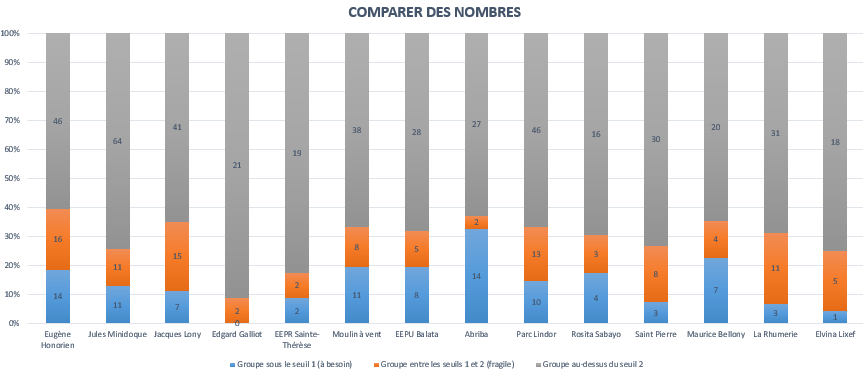 COMPARER DES NOMBRES
100%
90%
80%
70%
60%
50%
40%
30%
20%
10%
0%
46 64 41 21 19 38 28 27 46 16 30 20 31 18
16 11 15 2 2 8 5 2 13 3 8 4 11 5
14 11 7 0 2 11 8 14 10 4 3 7 3 1
Eugène Honorien
Jules Minidoque
Jacques Lony
Edgard Galliot
EEPR Sainte-Thérèse
Moulin à vent
EEPU Balata
Abriba
Parc Lindor
Rosita Sabayo
Saint Pierre
Maurice Bellony
La Rhumerie
Elvina Lixef
Groupe sous le seuil 1 (à besoin) Groupe entre les seuils 1 et 2 (fragile) Groupe au-dessus du seuil 2